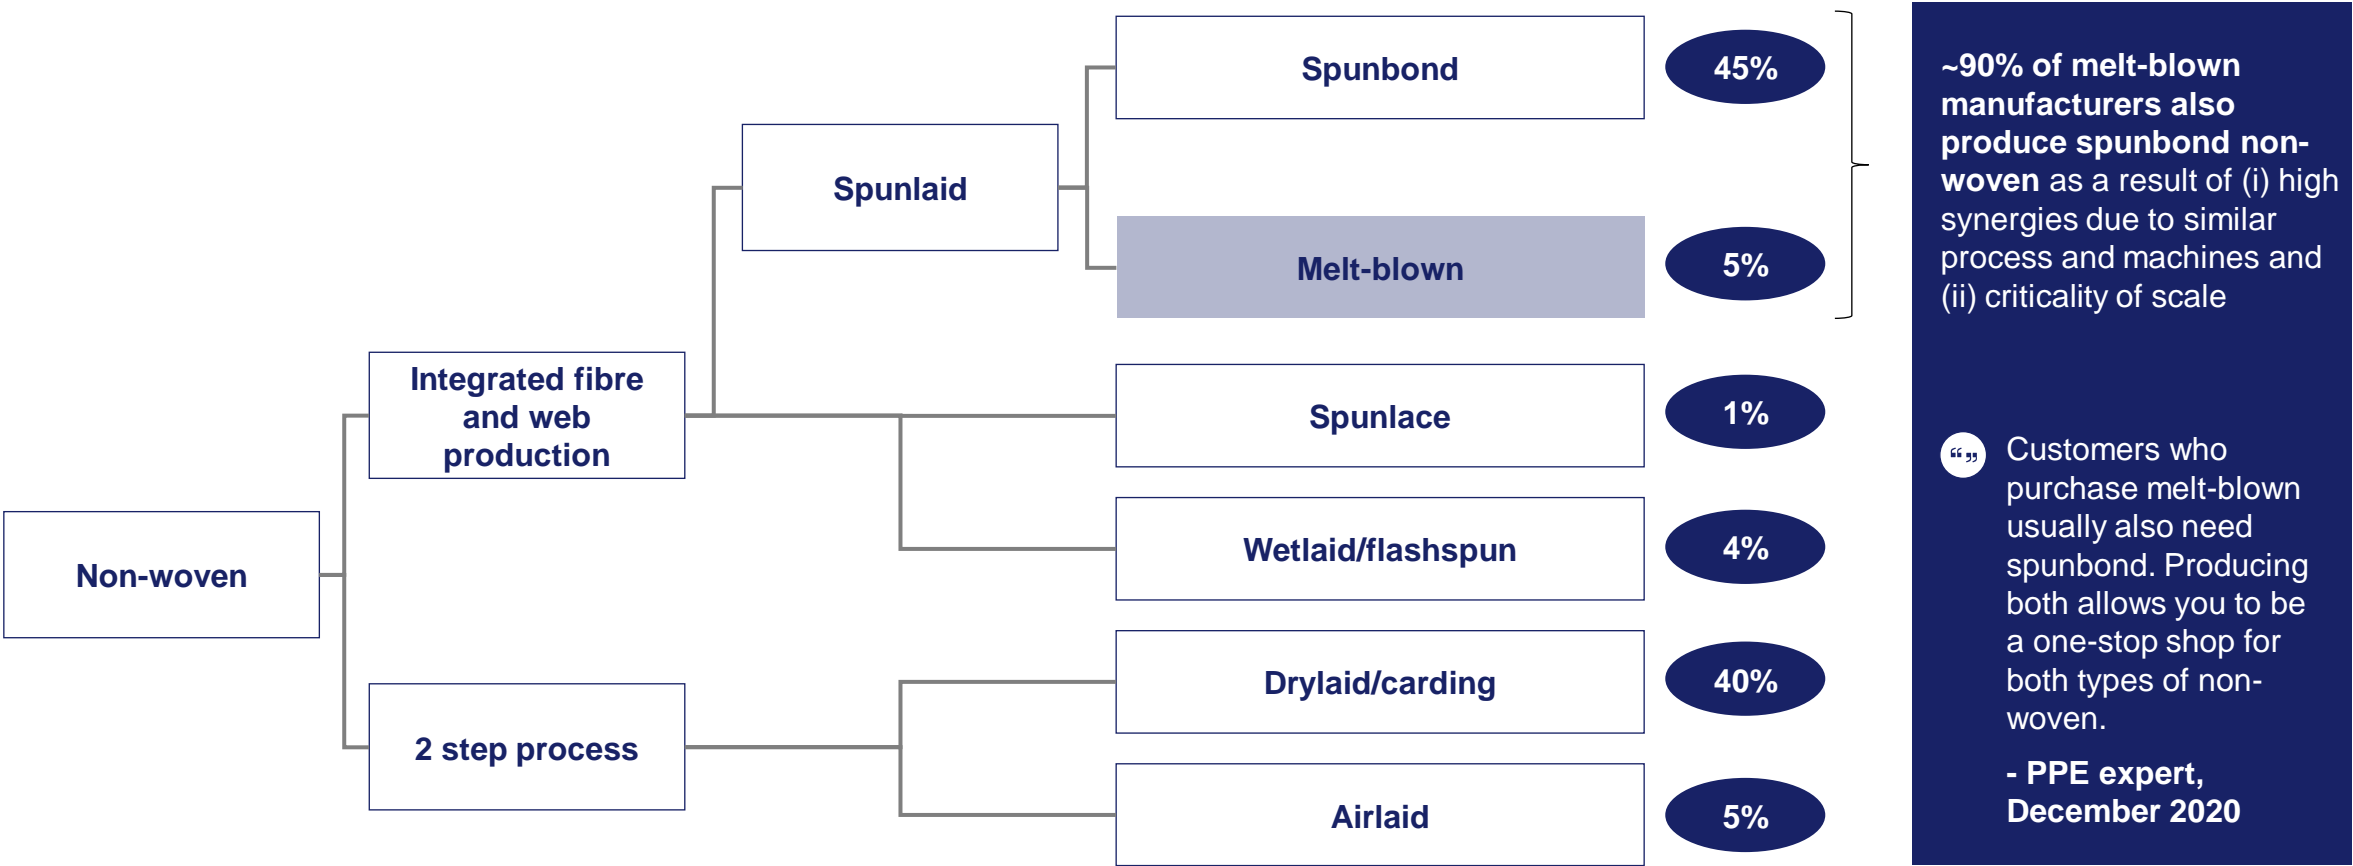 Spunbond
45%
Spunlaid
Melt-blown
5%
Integrated fibre
and web
production
Spunlace
1%
Non-woven
Wetlaid/flashspun
4%
2 step process
Drylaid/carding
40%
Airlaid
5%
~90% of melt-blown
manufacturers also
produce spunbond non-
woven as a result of (i) high
synergies due to similar
process and machines and
(ii) criticality of scale
“ ”
Customers who
purchase melt-blown
usually also need
spunbond. Producing
both allows you to be
a one-stop shop for
both types of non-
woven.
- PPE expert,
December 2020